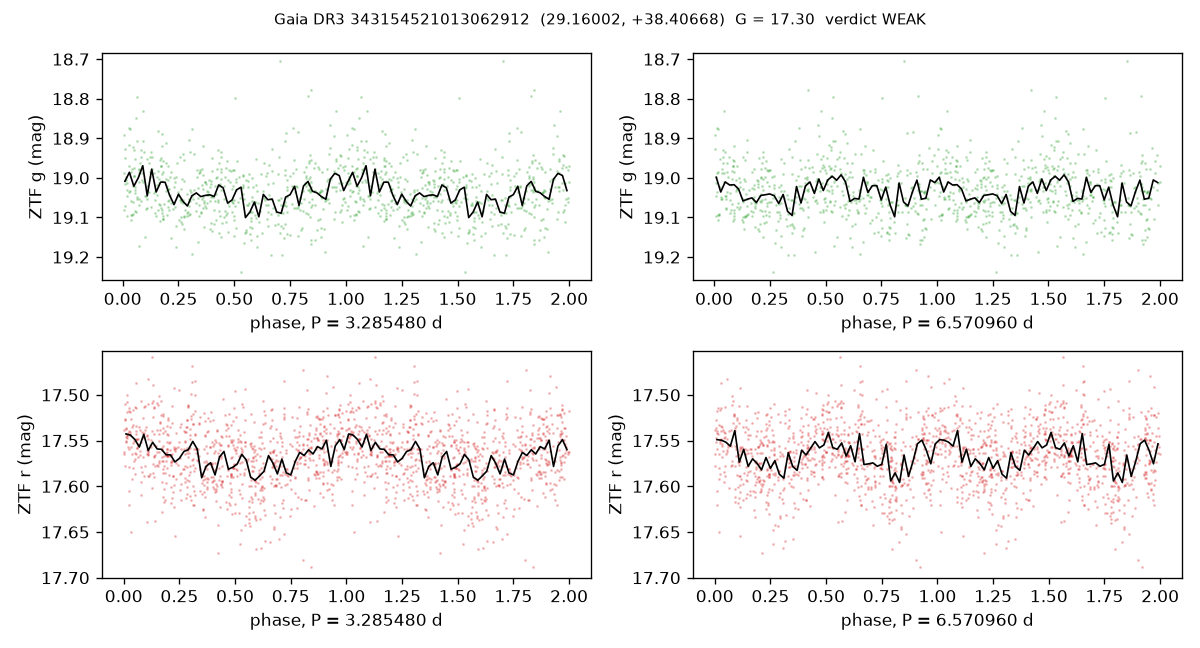 Gaia DR3 343154521013062912 (29.16002, +38.40668) G = 17.30 verdict WEAK
ZTF g (mag)
18.7
18.8
18.9
19.0
19.1
19.2
0.00 0.25 0.50 0.75 1.00 1.25 1.50 1.75 2.00
phase, P = 3.285480 d
ZTF g (mag)
18.7
18.8
18.9
19.0
19.1
19.2
0.00 0.25 0.50 0.75 1.00 1.25 1.50 1.75 2.00
phase, P = 6.570960 d
ZTF r (mag)
17.50
17.55
17.60
17.65
17.70
0.00 0.25 0.50 0.75 1.00 1.25 1.50 1.75 2.00
phase, P = 3.285480 d
ZTF r (mag)
17.50
17.55
17.60
17.65
17.70
0.00 0.25 0.50 0.75 1.00 1.25 1.50 1.75 2.00
phase, P = 6.570960 d